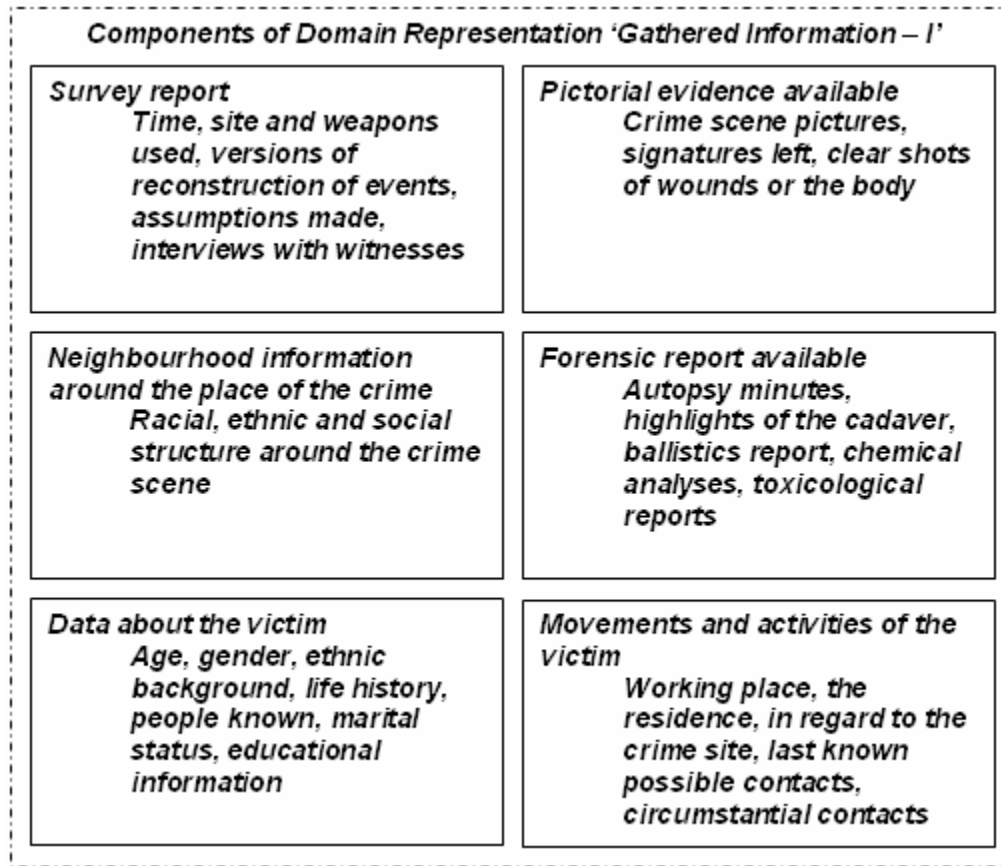 Components of Domain Representation ‘Gathered Information – I’
Survey report
Time, site and weapons
used, versions of
reconstruction of events,
assumptions made,
interviews with witnesses
Pictorial evidence available
Crime scene pictures,
signatures left, clear shots
of wounds or the body
Neighbourhood information
around the place of the crime
Racial, ethnic and social
structure around the crime
scene
Forensic report available
Autopsy minutes,
highlights of the cadaver,
ballistics report, chemical
analyses, toxicological
reports
Data about the victim
Age, gender, ethnic
background, life history,
people known, marital
status, educational
information
Movements and activities of the
victim
Working place, the
residence, in regard to the
crime site, last known
possible contacts,
circumstantial contacts